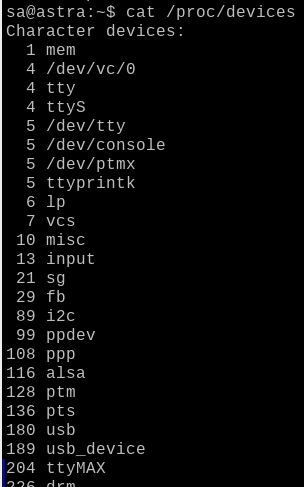 sa@astra:~$ cat /proc/devices
Character devices:
  1 mem
  4 /dev/vc/0
  4 tty
  4 ttyS
  5 /dev/tty
  5 /dev/console
  5 /dev/ptmx
  5 ttyprintk
  6 lp
  7 vcs
 10 misc
 13 input
 21 sg
 29 fb
 89 i2c
 99 ppdev
108 ppp
116 alsa
128 ptm
136 pts
180 usb
189 usb_device
204 ttyMAX
226 drm